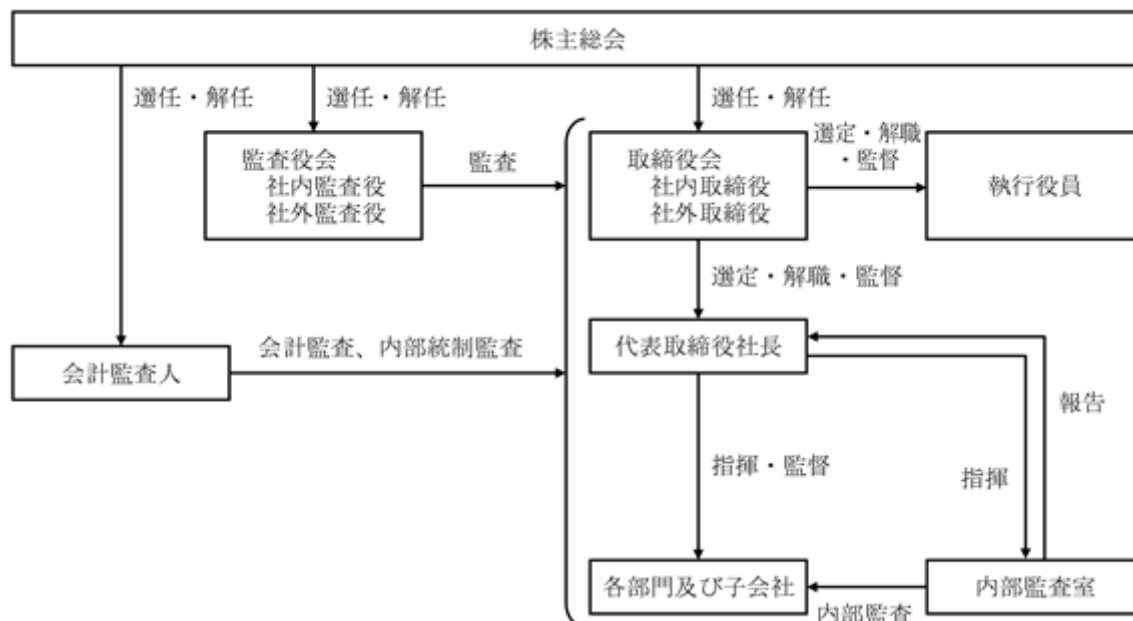 株主総会
選任・解任
選任・解任
選任・解任
監査役会
社内監査役
社外監査役
監査
取締役会
社内取締役
社外取締役
選定・解職
・監督
執行役員
選定・解職・監督
会計監査人
会計監査、内部統制監査
代表取締役社長
報告
指揮・監督
指揮
各部門及び子会社
内部監査室
内部監査